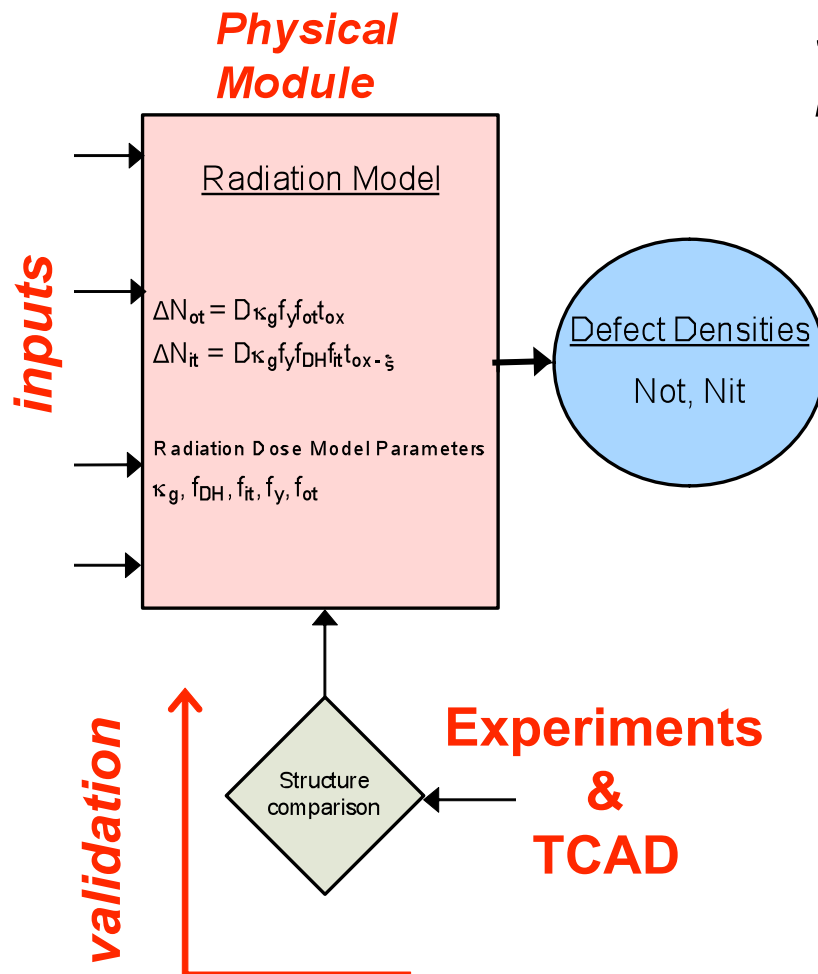 Physical
Module
Radiation Model
inputs
ΔNot = Dκgfyfottox
ΔNit = DκgfyfDHfittox-ξ
Radiation Dose Model Parameters
κg, fDH, fit, fy, fot
Defect Densities
Not, Nit
validation
Structure
comparison
Experiments
&
TCAD